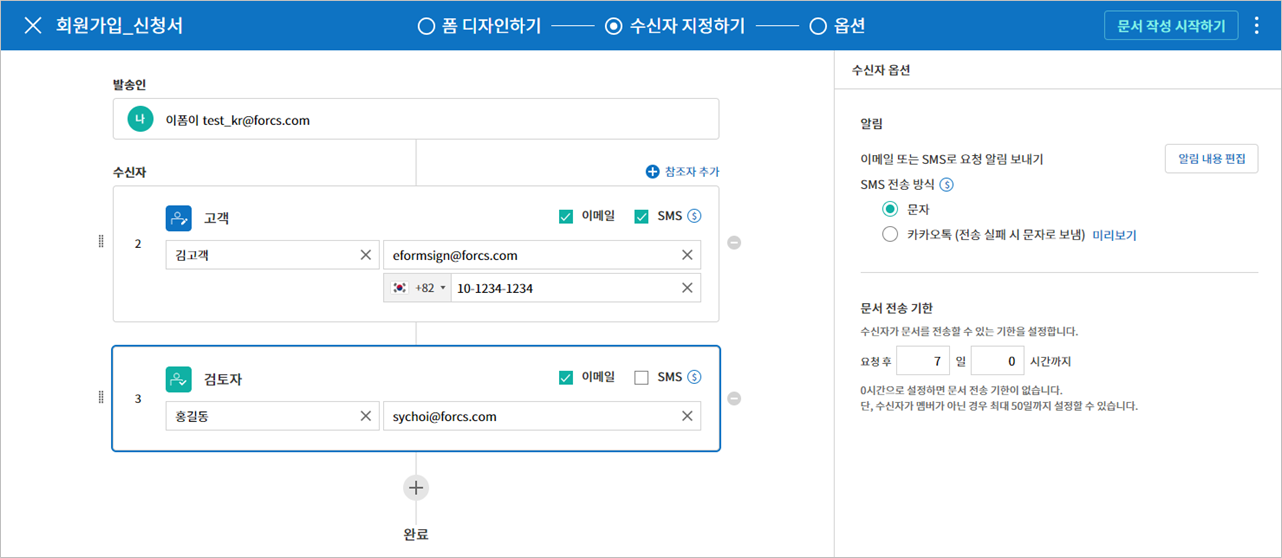 회원가입_신청서
폼 디자인하기
수신자 지정하기
옵션
문서 작성 시작하기
발송인
나
이폼이 test_kr@forcs.com
수신자
참조자 추가
2
고객
이메일
SMS
김고객
eformsign@forcs.com
+82
10-1234-1234
3
검토자
이메일
SMS
홍길동
sychoi@forcs.com
완료
수신자 옵션
알림
이메일 또는 SMS로 요청 알림 보내기
알림 내용 편집
SMS 전송 방식
문자
카카오톡 (전송 실패 시 문자로 보냄) 미리보기
문서 전송 기한
수신자가 문서를 전송할 수 있는 기한을 설정합니다.
요청 후 7 일 0 시간까지
0시간으로 설정하면 문서 전송 기한이 없습니다.
단, 수신자가 멤버가 아닌 경우 최대 50일까지 설정할 수 있습니다.